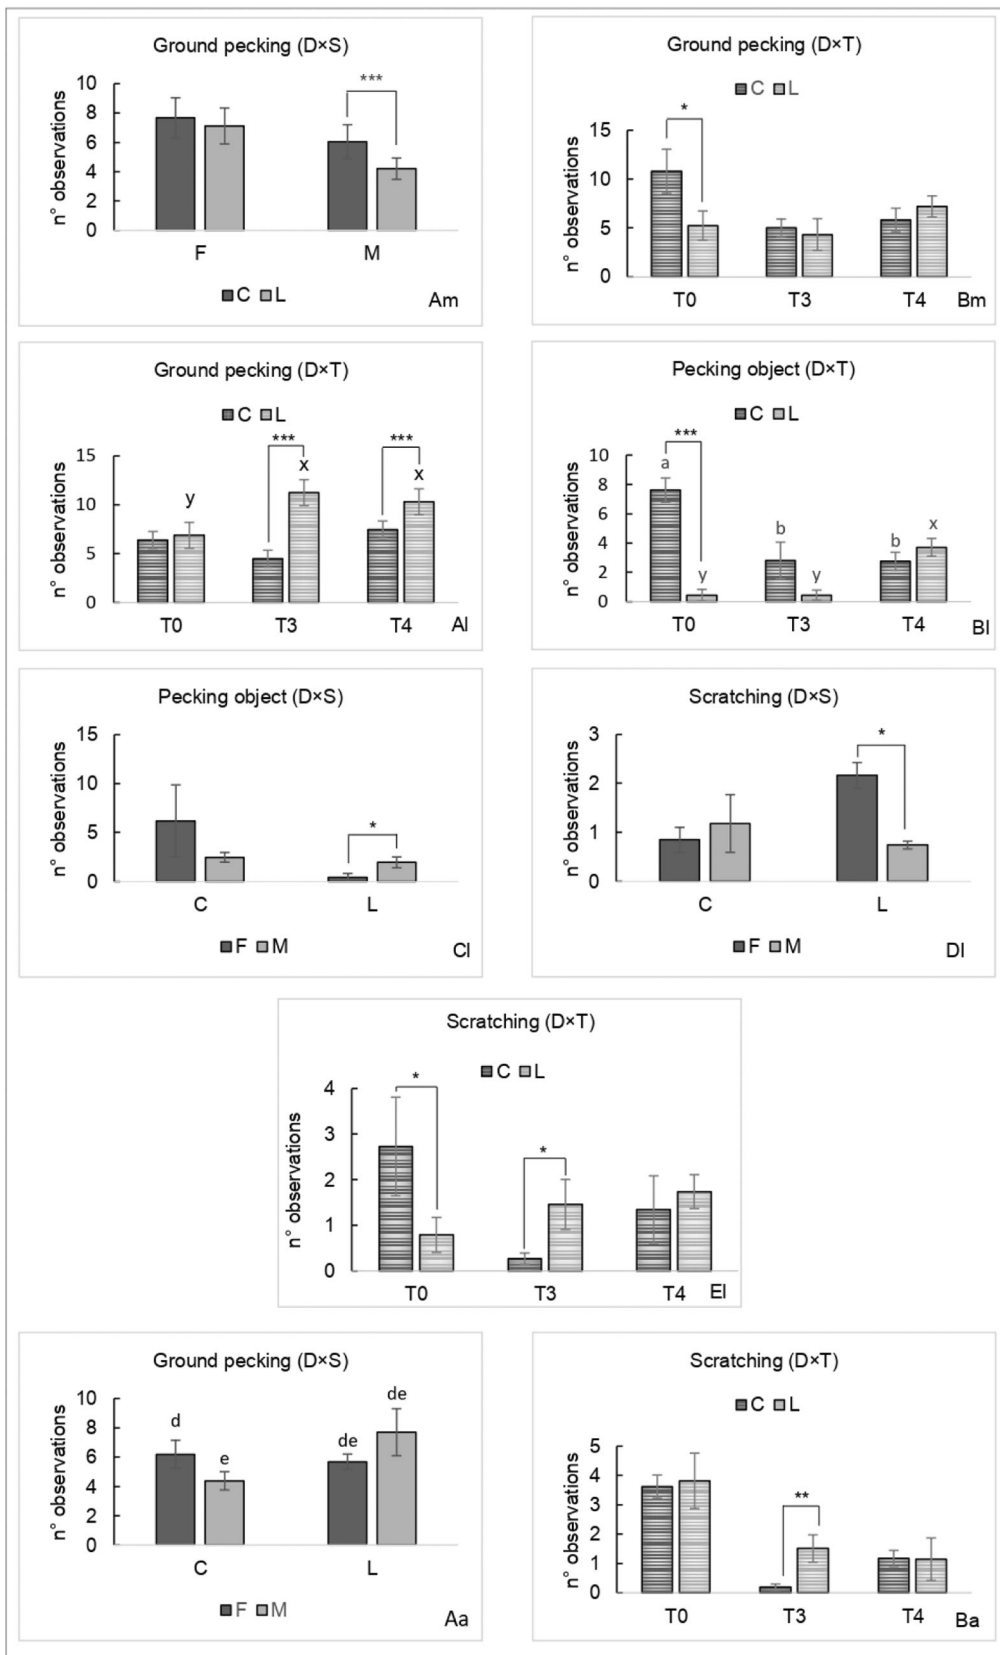 Ground pecking (D×S)
n° observations
10
8
6
4
2
0
***
F M
C L
Am
Ground pecking (D×T)
C L
n° observations
15
10
5
0
*
T0 T3 T4
Bm
Ground pecking (D×T)
C L
n° observations
15
10
5
0
*** ***
y x x
T0 T3 T4
Al
Pecking object (D×T)
C L
n° observations
10
8
6
4
2
0
***
a y b y b x
T0 T3 T4
Bl
Pecking object (D×S)
n° observations
15
10
5
0
*
C L
F M
Cl
Scratching (D×S)
n° observations
3
2
1
0
*
C L
F M
Dl
Scratching (D×T)
C L
n° observations
4
3
2
1
0
* *
T0 T3 T4
El
Ground pecking (D×S)
n° observations
10
8
6
4
2
0
d e de de
C L
F M
Aa
Scratching (D×T)
C L
n° observations
5
4
3
2
1
0
**
T0 T3 T4
Ba